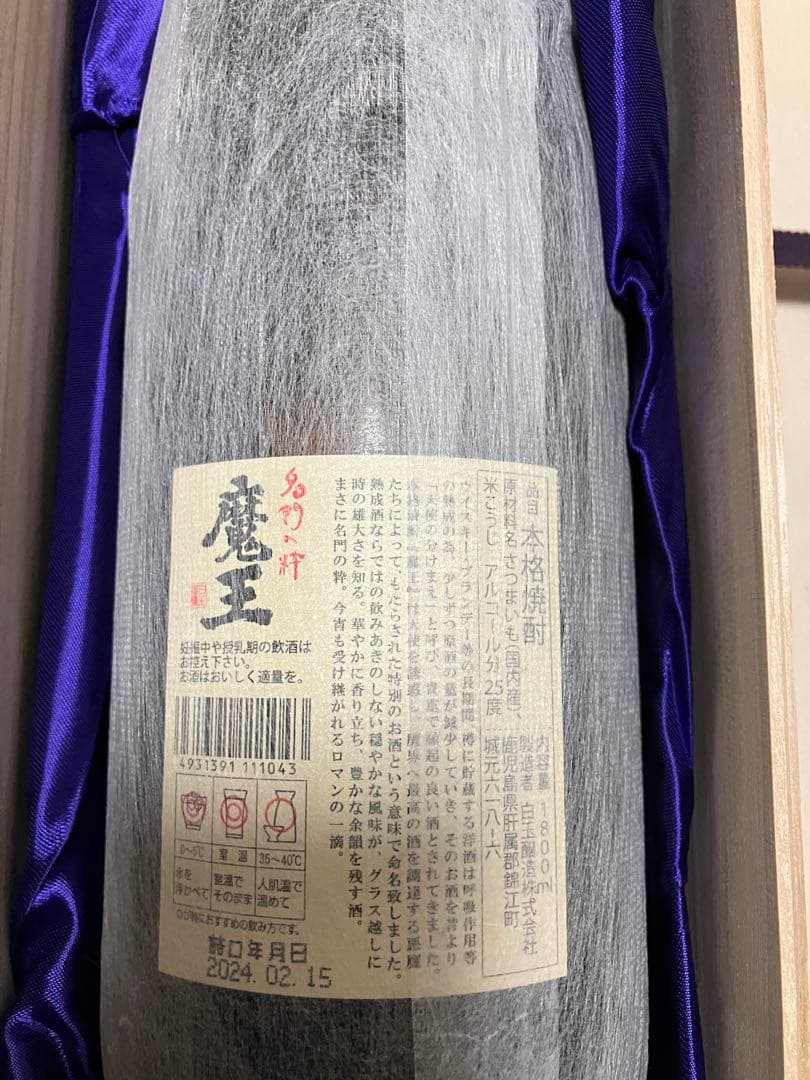 品目 本格焼酎 内容量 1800ml
原材料名 さつまいも(国内産)、 製造者 白玉醸造株式会社
米こうじ アルコール分 25度 鹿児島県肝属郡錦江町
城元六一八ー六
ウイスキー、ブランデー等の長期間、樽に貯蔵する洋酒は呼吸作用等
の熟成の為、少しずつ原酒の量が減少していき、そのお酒を昔より
「天使の分けまえ」と呼び、貴重で縁起の良い酒とされてきました。
本格焼酎「魔王」は天使を誘惑し、魔界へ最高の酒を調達する悪魔
たちによって、もたらされた特別のお酒という意味で命名致しました。
熟成酒ならではの飲みあきのしない穏やかな風味が、グラス越しに
時の雄大さを知る。華やかに香り立ち、豊かな余韻を残す酒。
まさに名門の粋。今宵も受け継がれるロマンの一滴。
名門の粋
魔王
妊娠中や授乳期の飲酒は
お控え下さい。
お酒はおいしく適量を。
4931391 111043
0~5℃ 室温 35~40℃
氷を
浮かべて
室温で
そのまま
人肌温で
温めて
◎は特におすすめの飲み方です。
詰口年月日
2024.02.15